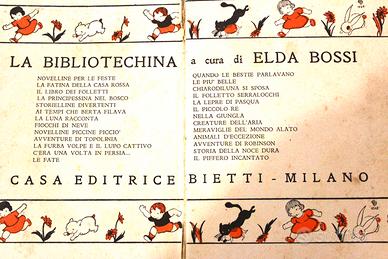 LA BIBLIOTECHINA a cura di ELDA BOSSI
NOVELLINE PER LE FESTE
LA FATINA DELLA CASA ROSSA
IL LIBRO DEI FOLLETTI
LA PRINCIPESSINA NEL BOSCO
STORIELLINE DIVERTENTI
AI TEMPI CHE BERTA FILAVA
LA LUNA RACCONTA
FIOCCHI DI NEVE
NOVELLINE PICCINE PICCIO'
AVVENTURE DI TOPOLINIA
LA FURBA VOLPE E IL LUPO CATTIVO
C'ERA UNA VOLTA IN PERSIA...
LE FATE
QUANDO LE BESTIE PARLAVANO
LE PIU' BELLE
CHIARODILUNA SI SPOSA
IL FOLLETTO SERRALOCCHI
LA LEPRE DI PASQUA
IL PICCOLO RE
NELLA GIUNGLA
CREATURE DELL'ARIA
MERAVIGLIE DEL MONDO ALATO
ANIMALI D'ECCEZIONE
AVVENTURE DI ROBINSON
STORIA DELLA NOCE DURA
IL PIFFERO INCANTATO
CASA EDITRICE BIETTI - MILANO